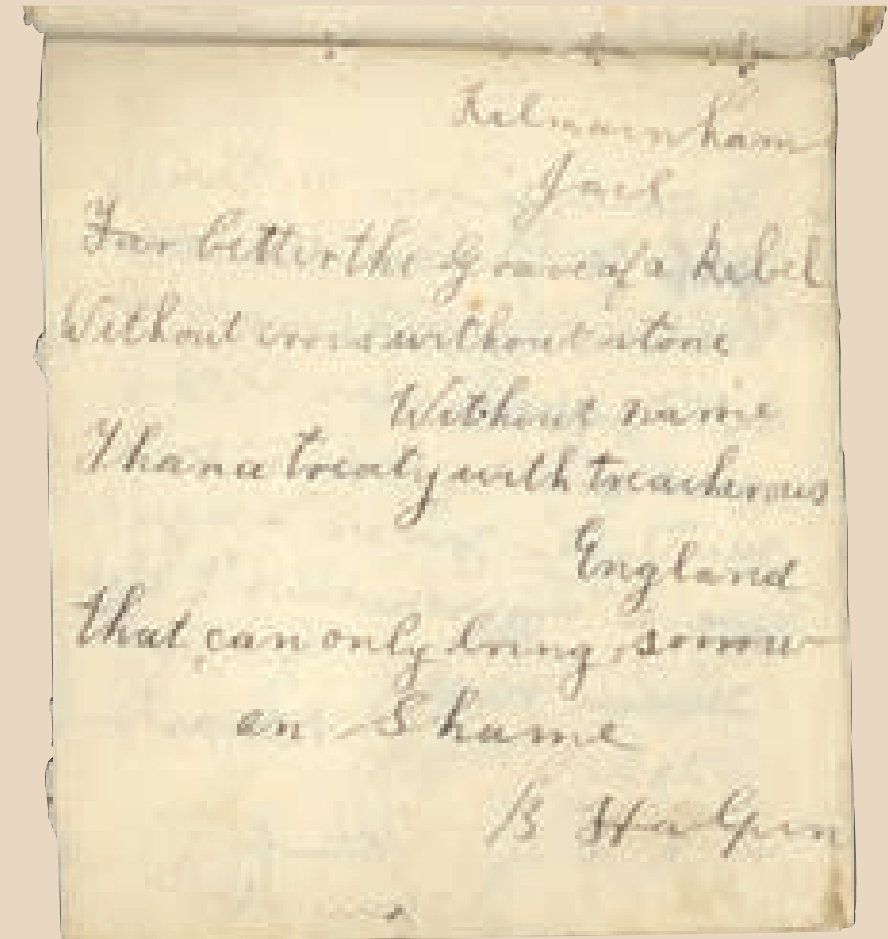 Kilmainham
Jail
Far better the Grave of a Rebel
Without cross without stone
Without name
Than a treaty with treacherous
England
that can only bring sorrow
an Shame
B Halpin